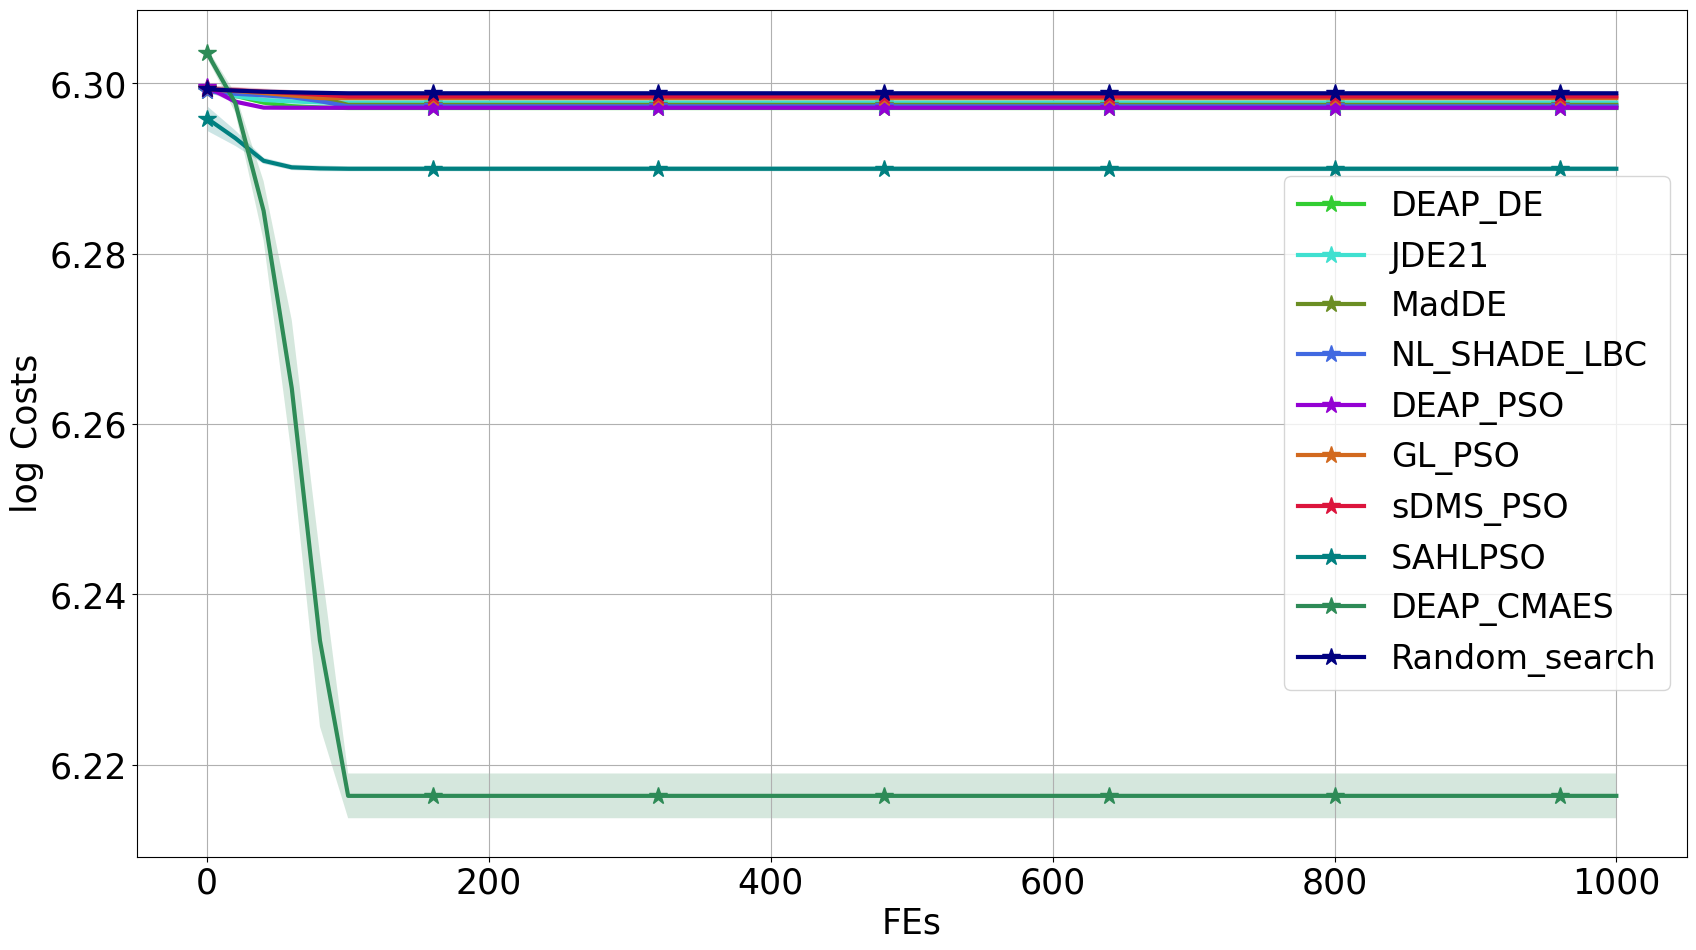 6.30
6.28
6.26
6.24
6.22
log Costs
0
200
400
600
800
1000
FEs
DEAP_DE
JDE21
MadDE
NL_SHADE_LBC
DEAP_PSO
GL_PSO
sDMS_PSO
SAHLPSO
DEAP_CMAES
Random_search